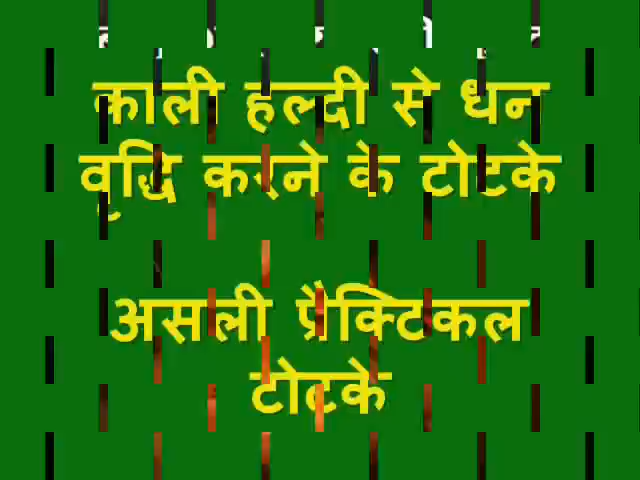 काली हल्दी से धन
वृद्धि करने के टोटके
असली प्रैक्टिकल
टोटके